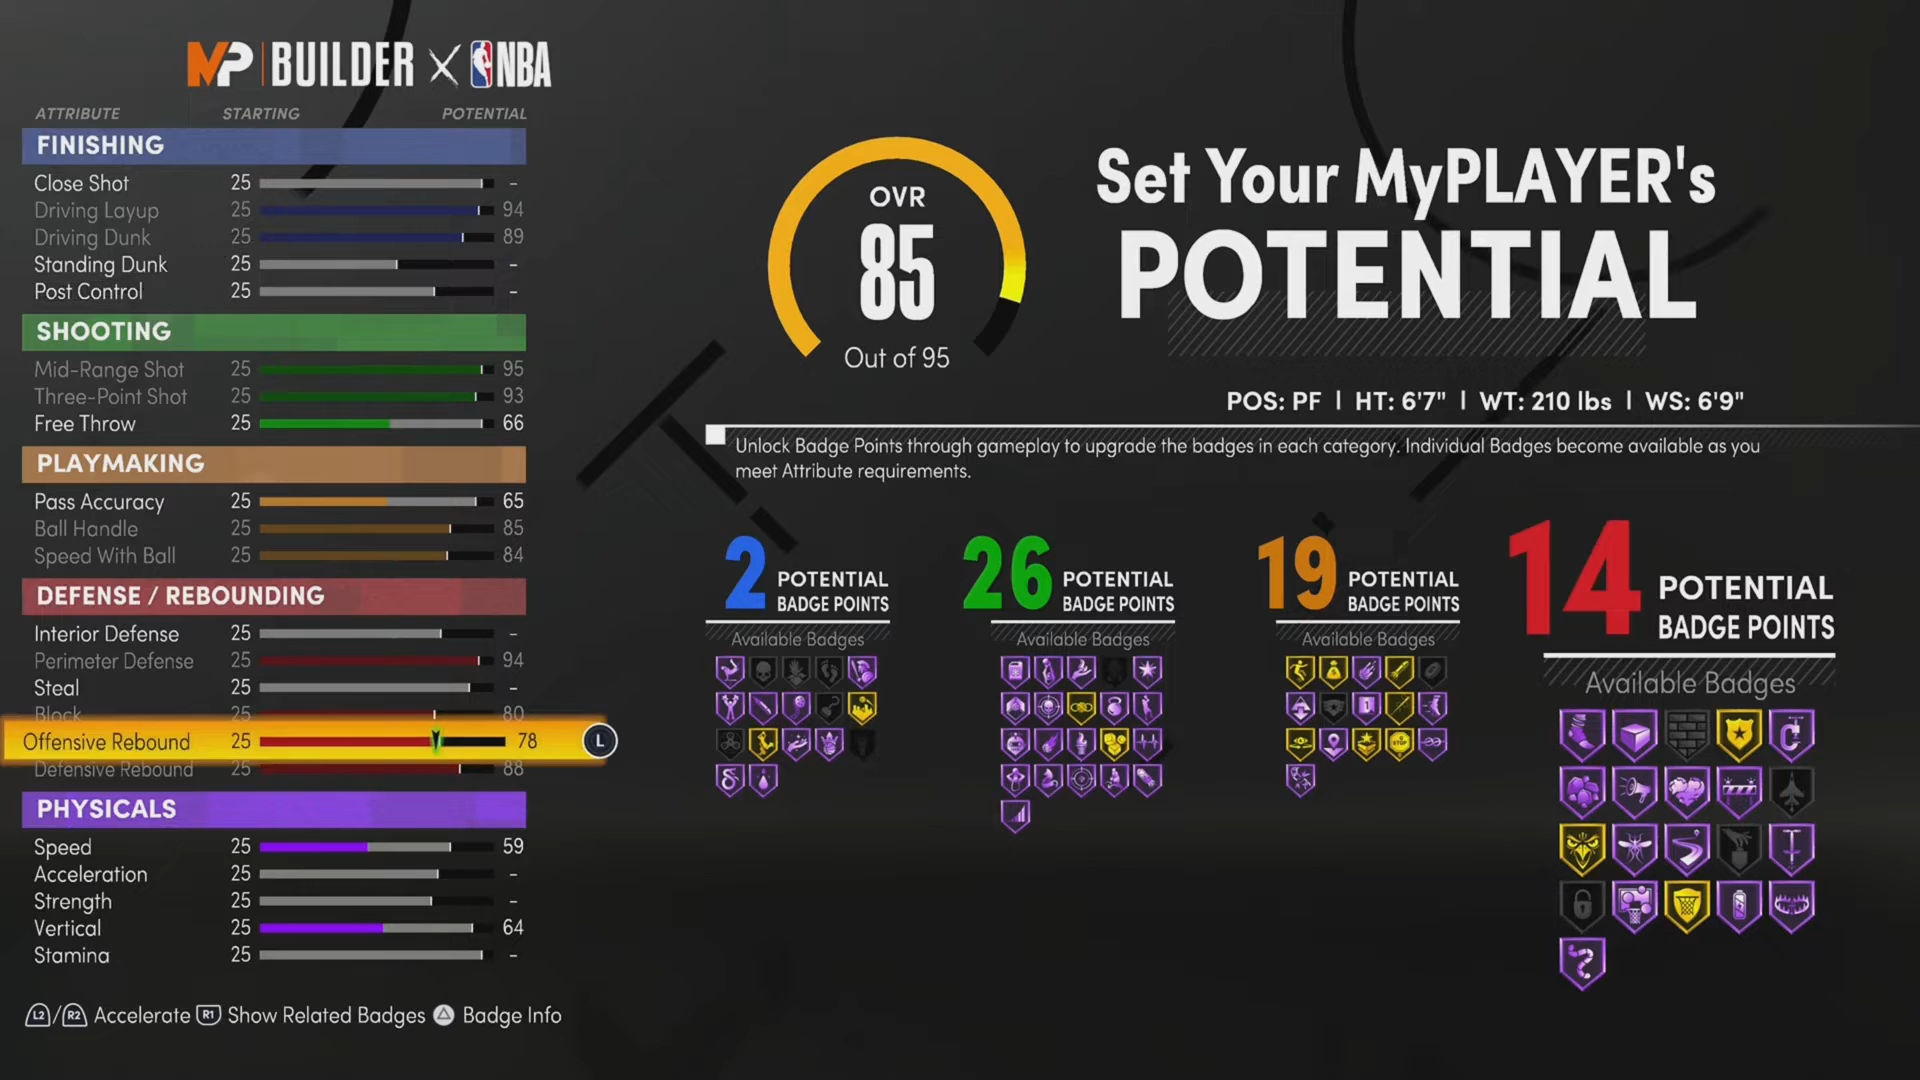 MP | BUILDER X NBA
ATTRIBUTE STARTING POTENTIAL
FINISHING
Close Shot 25 -
Driving Layup 25 94
Driving Dunk 25 89
Standing Dunk 25 -
Post Control 25 -
SHOOTING
Mid-Range Shot 25 95
Three-Point Shot 25 93
Free Throw 25 66
PLAYMAKING
Pass Accuracy 25 65
Ball Handle 25 85
Speed With Ball 25 84
DEFENSE / REBOUNDING
Interior Defense 25 -
Perimeter Defense 25 94
Steal 25 -
Block 25 80
Offensive Rebound 25 78 L
Defensive Rebound 25 88
PHYSICALS
Speed 25 59
Acceleration 25 -
Strength 25 -
Vertical 25 64
Stamina 25 -
L2/R2 Accelerate R1 Show Related Badges Badge Info
OVR
85
Out of 95
Set Your MyPLAYER's
POTENTIAL
POS: PF | HT: 6'7" | WT: 210 lbs | WS: 6'9"
Unlock Badge Points through gameplay to upgrade the badges in each category. Individual Badges become available as you
meet Attribute requirements.
2 POTENTIAL
BADGE POINTS
Available Badges
26 POTENTIAL
BADGE POINTS
Available Badges
19 POTENTIAL
BADGE POINTS
Available Badges
STOP
14 POTENTIAL
BADGE POINTS
Available Badges